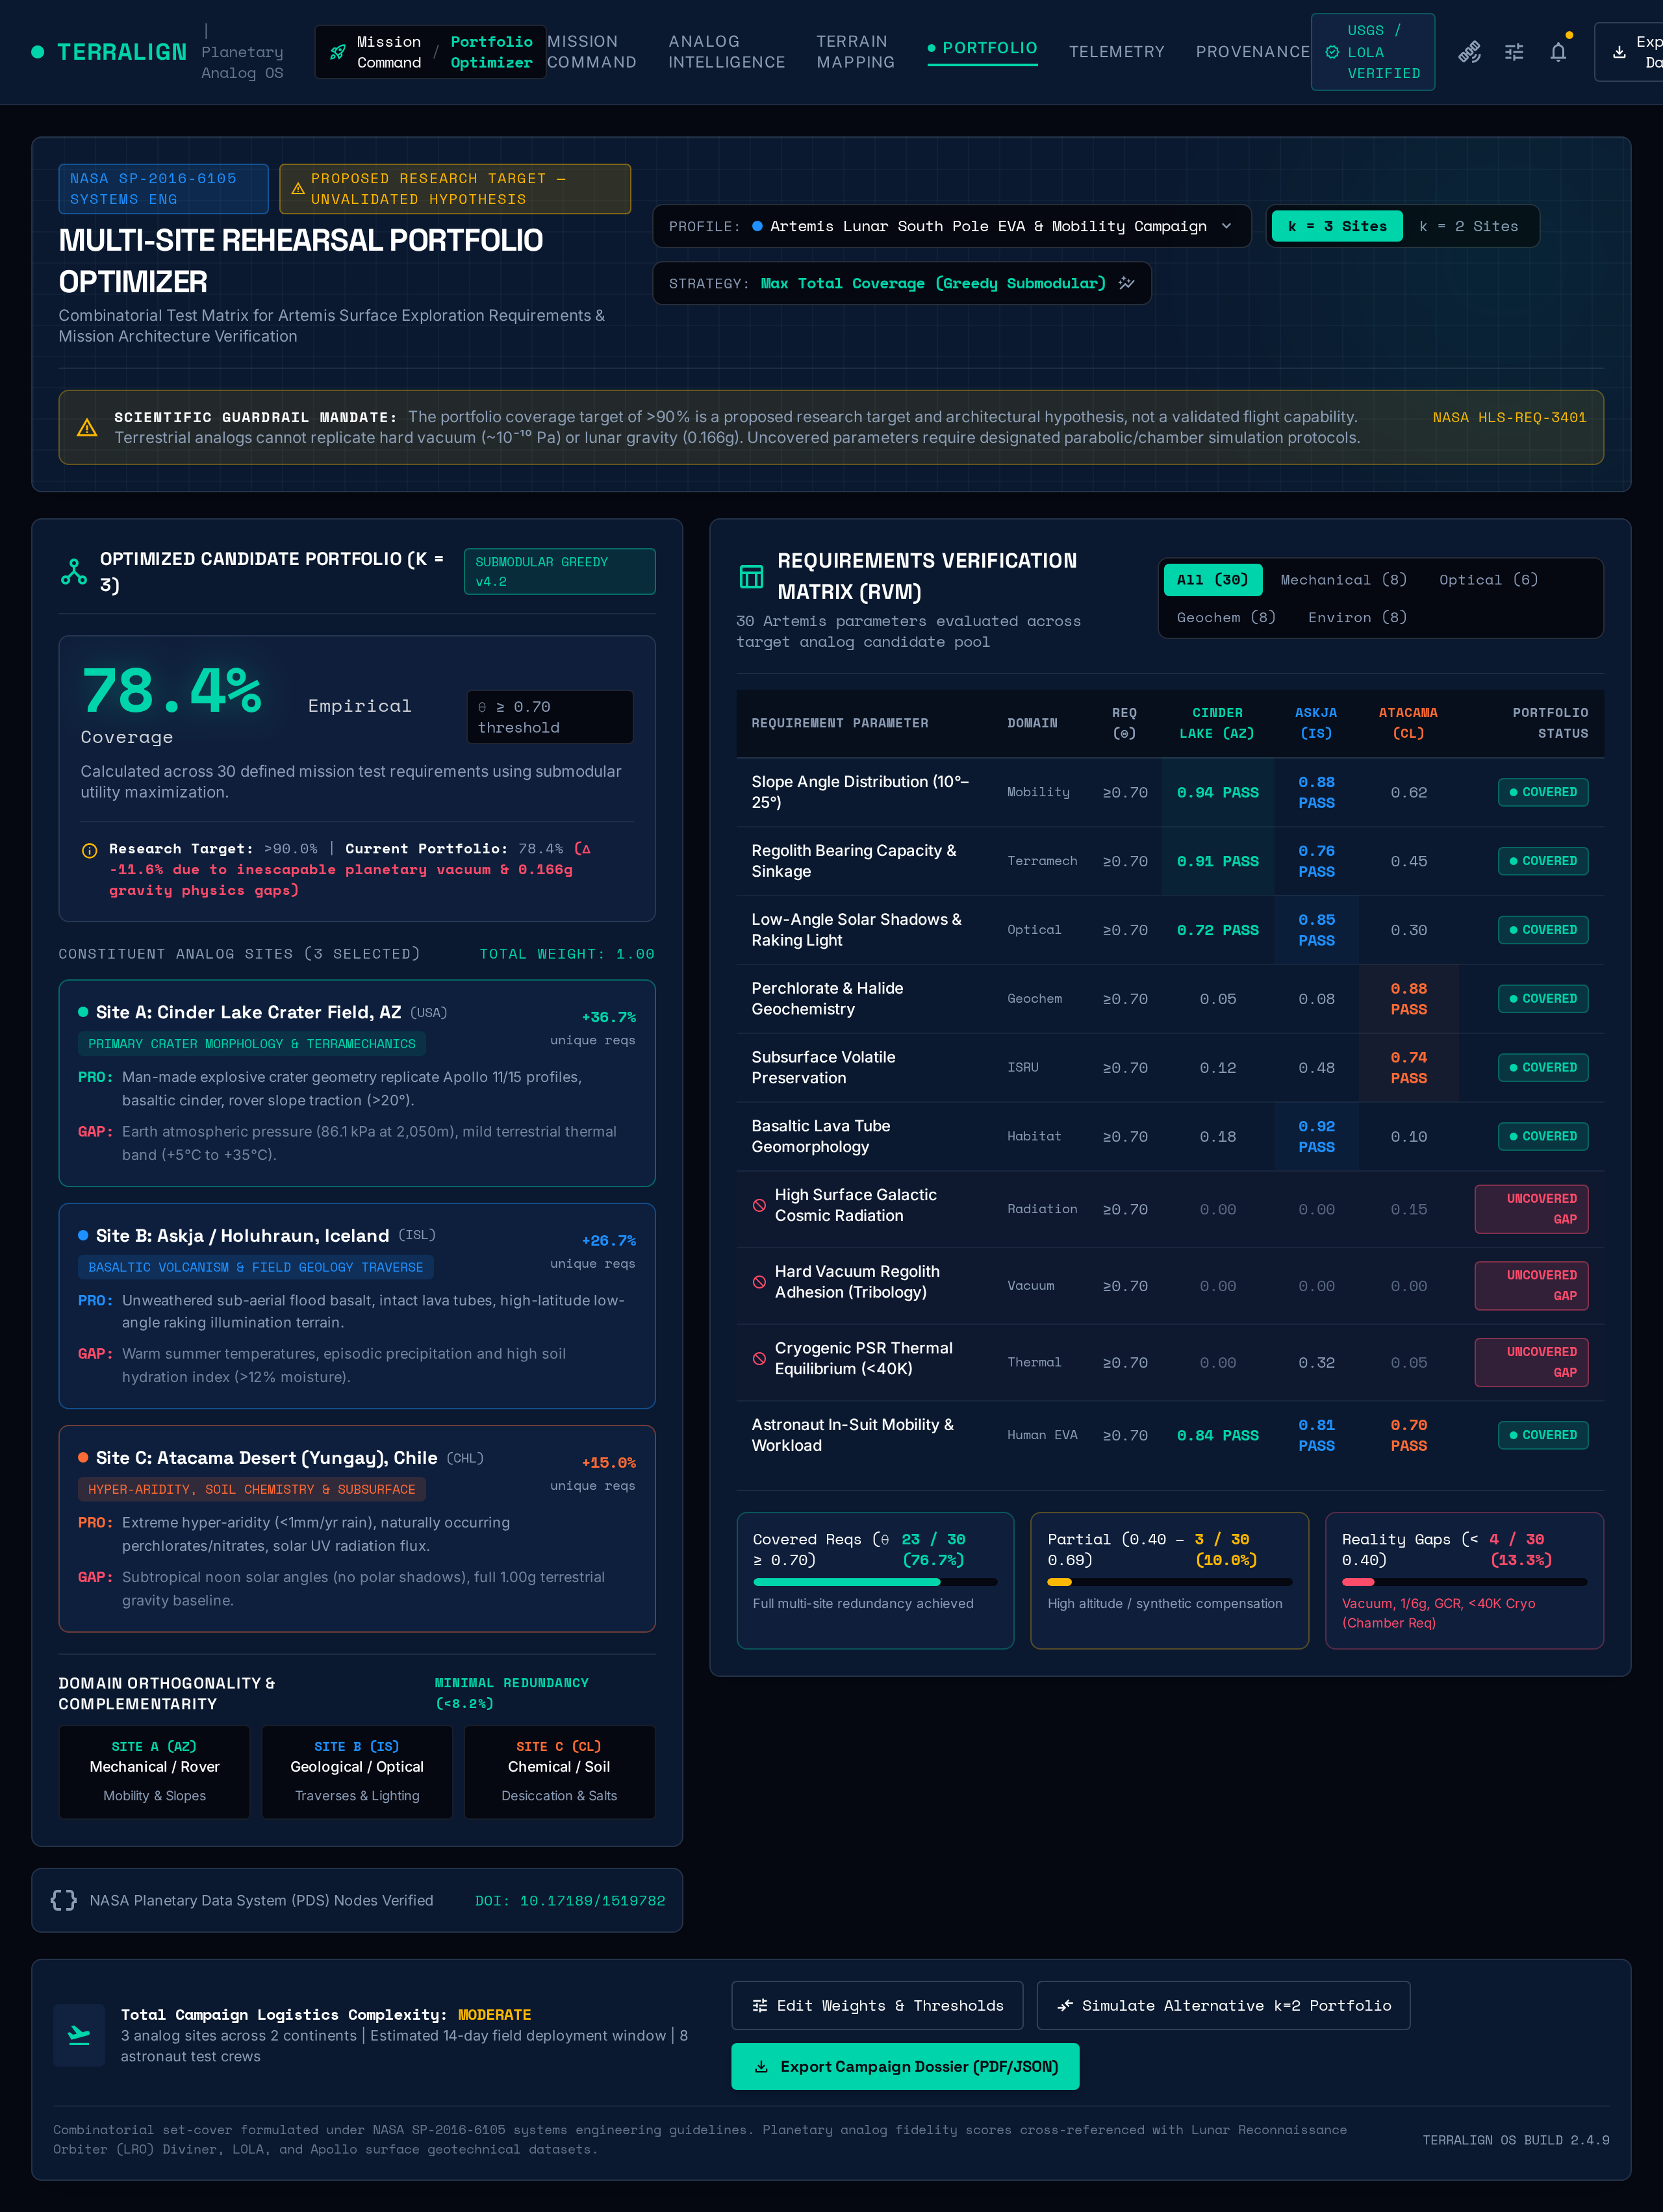 TERRALIGN
|
Planetary
Analog OS
Mission
Command
/
Portfolio
Optimizer
MISSION
COMMAND
ANALOG
INTELLIGENCE
TERRAIN
MAPPING
PORTFOLIO
TELEMETRY
PROVENANCE
USGS /
LOLA
VERIFIED
Exp
Da
NASA SP-2016-6105
SYSTEMS ENG
PROPOSED RESEARCH TARGET —
UNVALIDATED HYPOTHESIS
MULTI-SITE REHEARSAL PORTFOLIO
OPTIMIZER
Combinatorial Test Matrix for Artemis Surface Exploration Requirements &
Mission Architecture Verification
PROFILE: Artemis Lunar South Pole EVA & Mobility Campaign
k = 3 Sites k = 2 Sites
STRATEGY: Max Total Coverage (Greedy Submodular)
SCIENTIFIC GUARDRAIL MANDATE: The portfolio coverage target of >90% is a proposed research target and architectural hypothesis, not a validated flight capability.
Terrestrial analogs cannot replicate hard vacuum (~10⁻¹⁰ Pa) or lunar gravity (0.166g). Uncovered parameters require designated parabolic/chamber simulation protocols.
NASA HLS-REQ-3401
OPTIMIZED CANDIDATE PORTFOLIO (K =
3)
SUBMODULAR GREEDY
v4.2
78.4% Empirical
Coverage
θ ≥ 0.70
threshold
Calculated across 30 defined mission test requirements using submodular
utility maximization.
Research Target: >90.0% | Current Portfolio: 78.4% (Δ
-11.6% due to inescapable planetary vacuum & 0.166g
gravity physics gaps)
CONSTITUENT ANALOG SITES (3 SELECTED) TOTAL WEIGHT: 1.00
Site A: Cinder Lake Crater Field, AZ (USA)
+36.7%
unique reqs
PRIMARY CRATER MORPHOLOGY & TERRAMECHANICS
PRO: Man-made explosive crater geometry replicate Apollo 11/15 profiles,
basaltic cinder, rover slope traction (>20°).
GAP: Earth atmospheric pressure (86.1 kPa at 2,050m), mild terrestrial thermal
band (+5°C to +35°C).
Site B: Askja / Holuhraun, Iceland (ISL)
+26.7%
unique reqs
BASALTIC VOLCANISM & FIELD GEOLOGY TRAVERSE
PRO: Unweathered sub-aerial flood basalt, intact lava tubes, high-latitude low-
angle raking illumination terrain.
GAP: Warm summer temperatures, episodic precipitation and high soil
hydration index (>12% moisture).
Site C: Atacama Desert (Yungay), Chile (CHL)
+15.0%
unique reqs
HYPER-ARIDITY, SOIL CHEMISTRY & SUBSURFACE
PRO: Extreme hyper-aridity (<1mm/yr rain), naturally occurring
perchlorates/nitrates, solar UV radiation flux.
GAP: Subtropical noon solar angles (no polar shadows), full 1.00g terrestrial
gravity baseline.
DOMAIN ORTHOGONALITY &
COMPLEMENTARITY
MINIMAL REDUNDANCY
(<8.2%)
SITE A (AZ)
Mechanical / Rover
Mobility & Slopes
SITE B (IS)
Geological / Optical
Traverses & Lighting
SITE C (CL)
Chemical / Soil
Desiccation & Salts
NASA Planetary Data System (PDS) Nodes Verified DOI: 10.17189/1519782
REQUIREMENTS VERIFICATION
MATRIX (RVM)
30 Artemis parameters evaluated across
target analog candidate pool
All (30) Mechanical (8) Optical (6)
Geochem (8) Environ (8)
REQUIREMENT PARAMETER
DOMAIN
REQ
(Θ)
CINDER
LAKE (AZ)
ASKJA
(IS)
ATACAMA
(CL)
PORTFOLIO
STATUS
Slope Angle Distribution (10°–
25°)
Mobility ≥0.70 0.94 PASS 0.88
PASS
0.62 COVERED
Regolith Bearing Capacity &
Sinkage
Terramech ≥0.70 0.91 PASS 0.76
PASS
0.45 COVERED
Low-Angle Solar Shadows &
Raking Light
Optical ≥0.70 0.72 PASS 0.85
PASS
0.30 COVERED
Perchlorate & Halide
Geochemistry
Geochem ≥0.70 0.05 0.08 0.88
PASS
COVERED
Subsurface Volatile
Preservation
ISRU ≥0.70 0.12 0.48 0.74
PASS
COVERED
Basaltic Lava Tube
Geomorphology
Habitat ≥0.70 0.18 0.92
PASS
0.10 COVERED
High Surface Galactic
Cosmic Radiation
Radiation ≥0.70 0.00 0.00 0.15 UNCOVERED
GAP
Hard Vacuum Regolith
Adhesion (Tribology)
Vacuum ≥0.70 0.00 0.00 0.00 UNCOVERED
GAP
Cryogenic PSR Thermal
Equilibrium (<40K)
Thermal ≥0.70 0.00 0.32 0.05 UNCOVERED
GAP
Astronaut In-Suit Mobility &
Workload
Human EVA ≥0.70 0.84 PASS 0.81
PASS
0.70
PASS
COVERED
Covered Reqs (θ
≥ 0.70)
23 / 30
(76.7%)
Full multi-site redundancy achieved
Partial (0.40 –
0.69)
3 / 30
(10.0%)
High altitude / synthetic compensation
Reality Gaps (<
0.40)
4 / 30
(13.3%)
Vacuum, 1/6g, GCR, <40K Cryo
(Chamber Req)
Total Campaign Logistics Complexity: MODERATE
3 analog sites across 2 continents | Estimated 14-day field deployment window | 8
astronaut test crews
Edit Weights & Thresholds
Simulate Alternative k=2 Portfolio
Export Campaign Dossier (PDF/JSON)
Combinatorial set-cover formulated under NASA SP-2016-6105 systems engineering guidelines. Planetary analog fidelity scores cross-referenced with Lunar Reconnaissance
Orbiter (LRO) Diviner, LOLA, and Apollo surface geotechnical datasets.
TERRALIGN OS BUILD 2.4.9